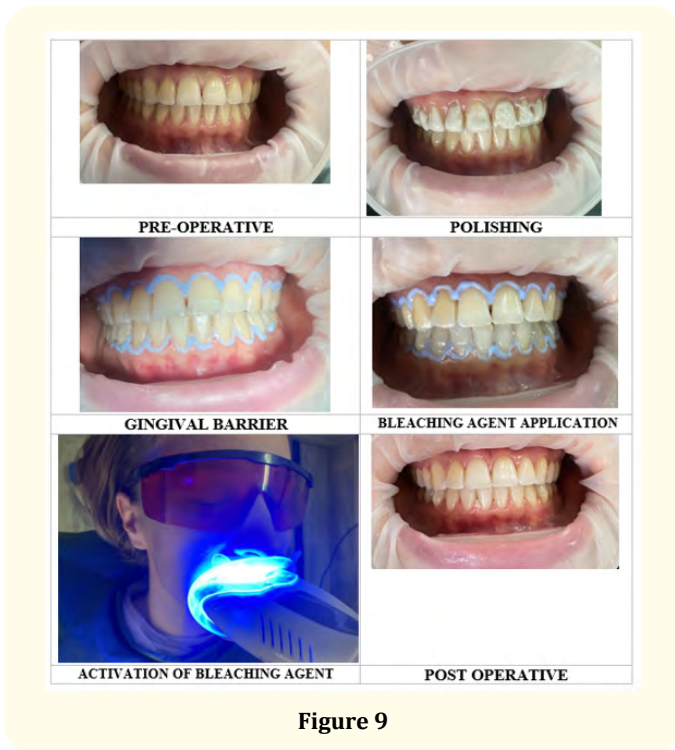 PRE-OPERATIVE
POLISHING
GINGIVAL BARRIER
BLEACHING AGENT APPLICATION
ACTIVATION OF BLEACHING AGENT
POST OPERATIVE
Figure 9